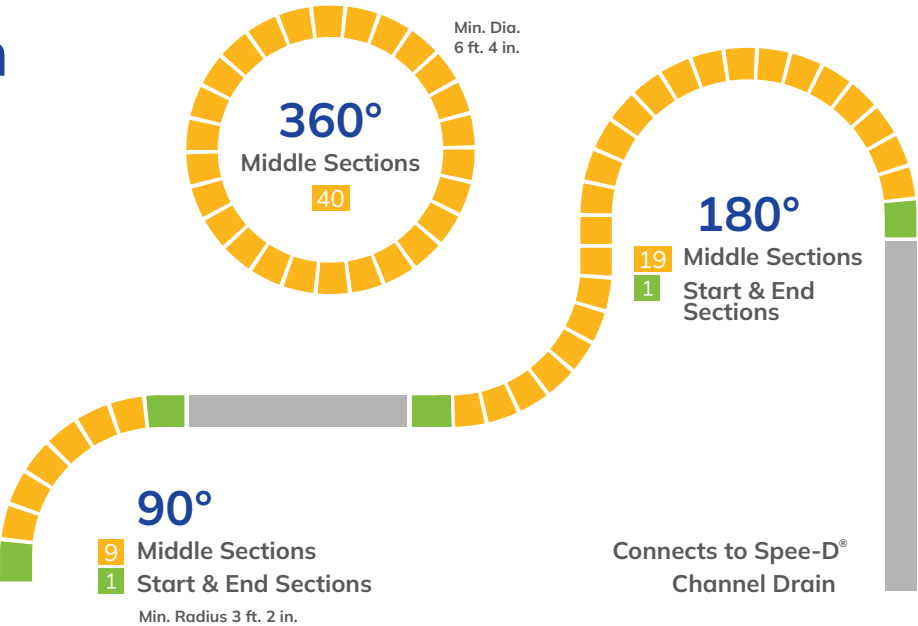 Min. Dia.
6 ft. 4 in.
360°
Middle Sections
40
180°
19 Middle Sections
1 Start & End
Sections
90°
9 Middle Sections
1 Start & End Sections
Min. Radius 3 ft. 2 in.
Connects to Spee-D®
Channel Drain